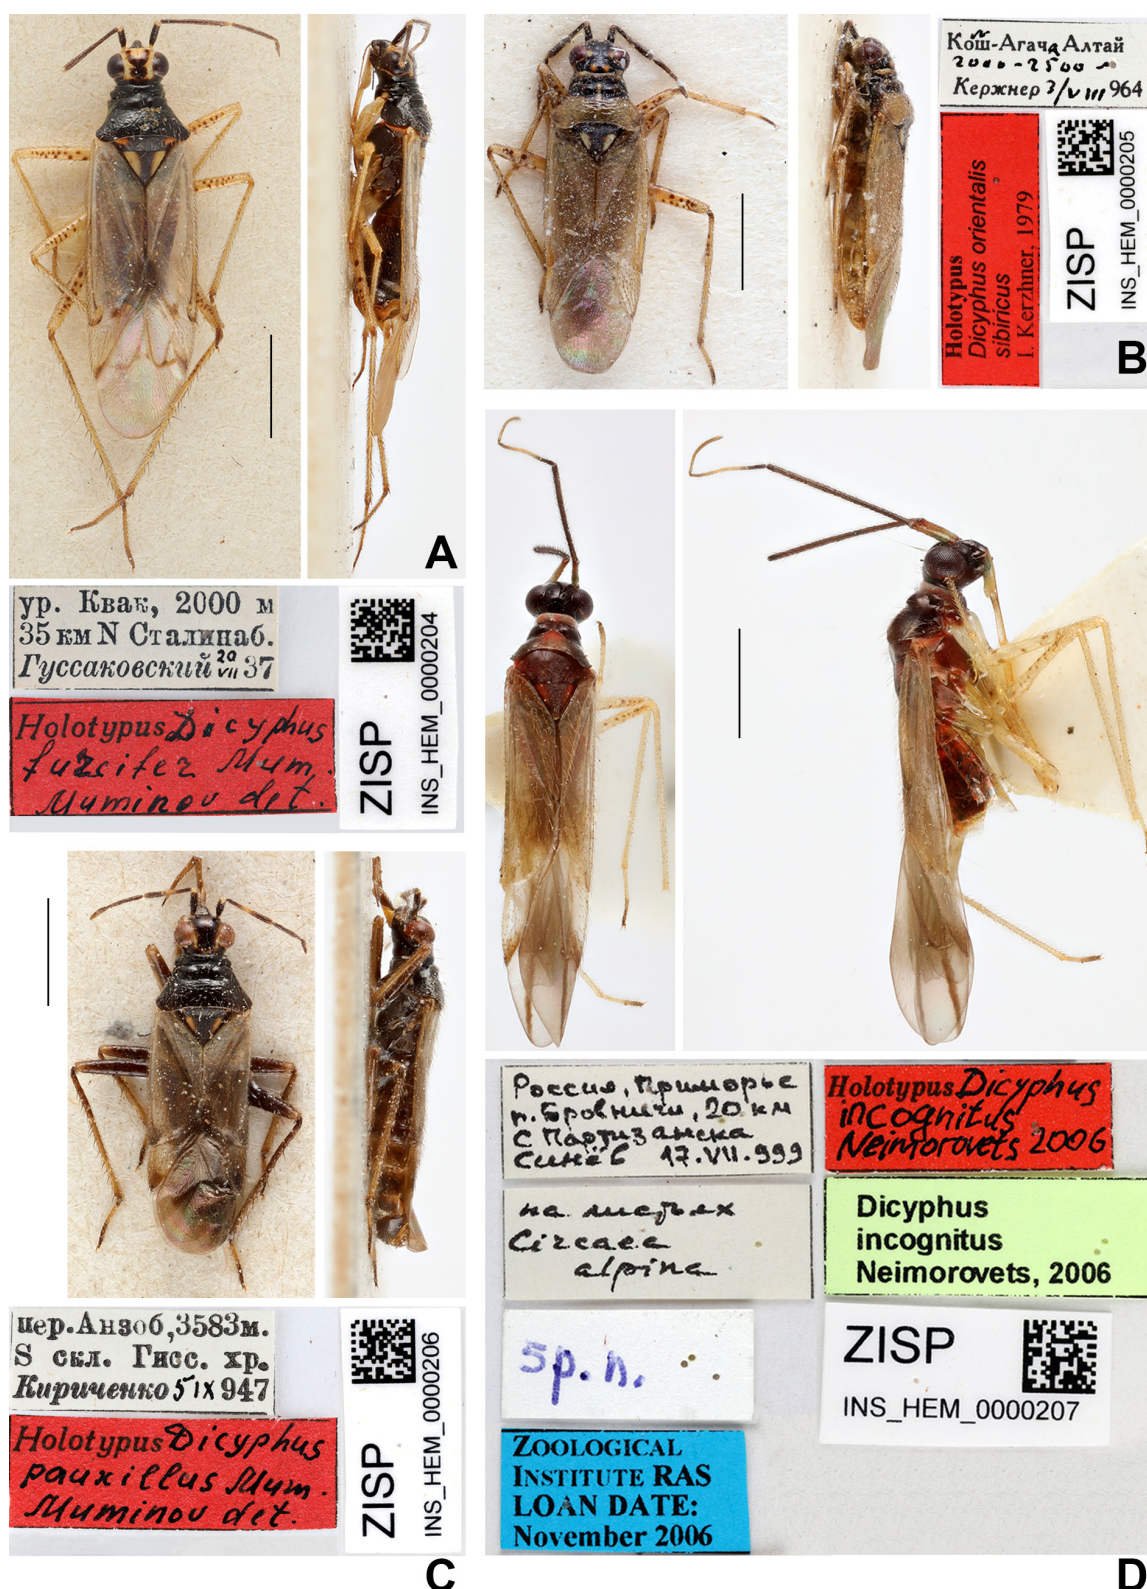 A
ур. Квак, 2000 м
35 км N Сталинаб.
Гуссаковский 20 VII 37
Holotypus Dicyphus
furcifer Mum.
Muminov det.
ZISP
INS_HEM_0000204
Кош-Агач, Алтай
2000-2500 м
Кержнер 3/VIII 964
Holotypus
Dicyphus orientalis
sibiricus
I. Kerzhner, 1979
ZISP
INS_HEM_0000205
B
пер. Анзоб, 3583м.
S скл. Гисс. хр.
Кириченко 5 IX 947
Holotypus Dicyphus
pauxillus Mum.
Muminov det.
ZISP
INS_HEM_0000206
C
Россия, Приморье
п. Бровничи, 20 км
С Партизанска
Синёв 17.VII.999
на листьях
Circaea
alpina
sp. n.
ZOOLOGICAL
INSTITUTE RAS
LOAN DATE:
November 2006
Holotypus Dicyphus
incognitus
Neimorovets 2006
Dicyphus
incognitus
Neimorovets, 2006
ZISP
INS_HEM_0000207
D